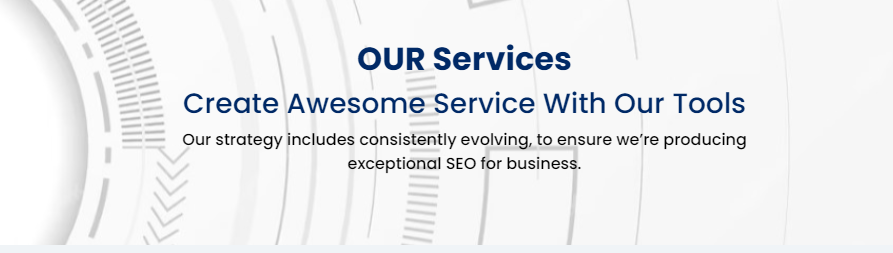 OUR Services
Create Awesome Service With Our Tools
Our strategy includes consistently evolving, to ensure we’re producing
exceptional SEO for business.